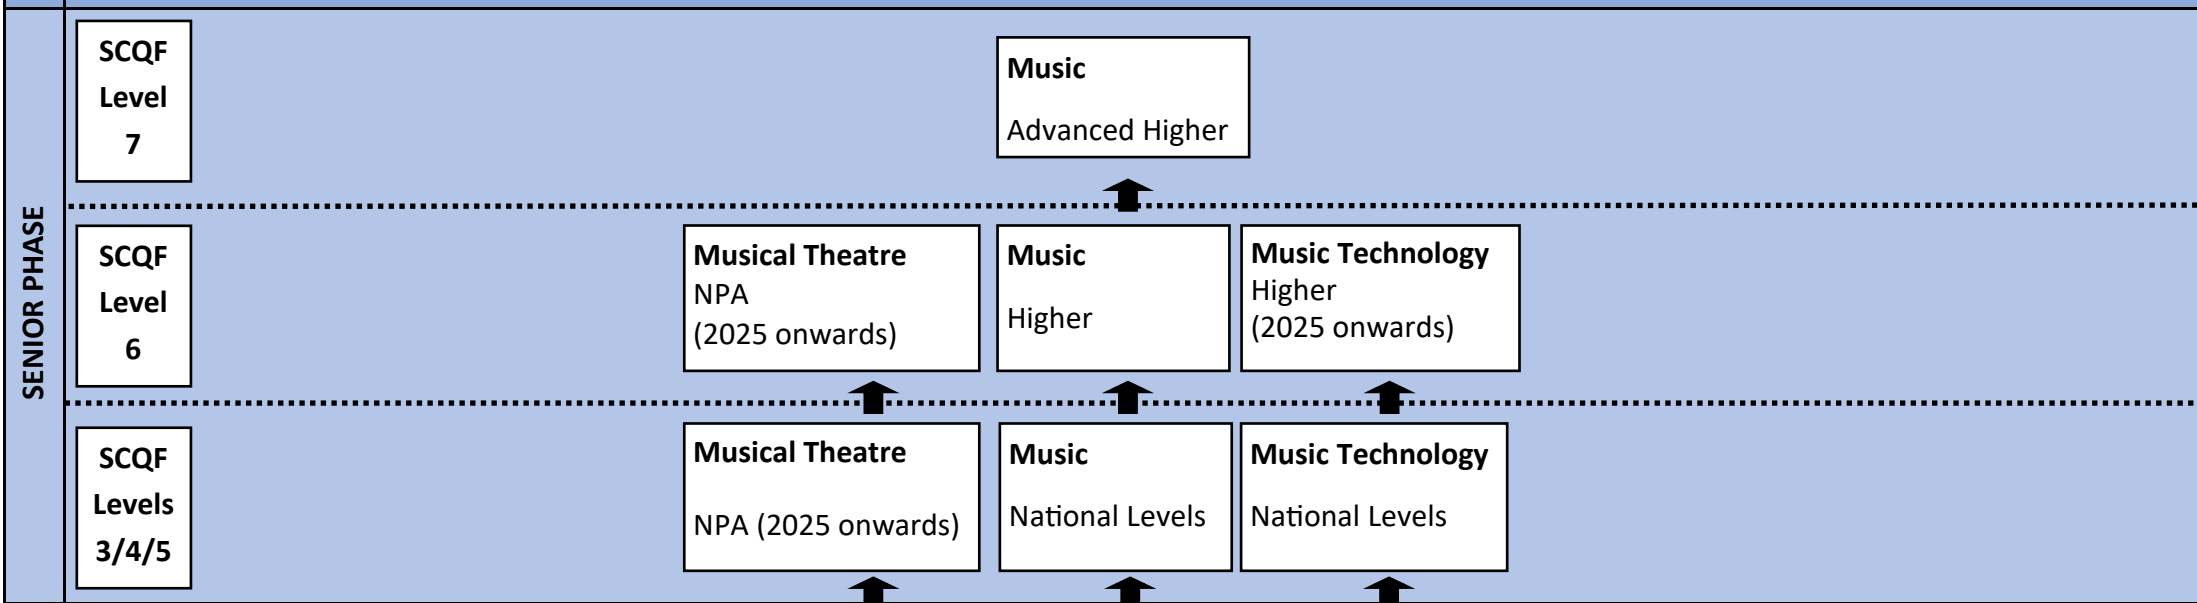 SENIOR PHASE
SCQF
Level
7
Music
Advanced Higher
SCQF
Level
6
Musical Theatre
NPA
(2025 onwards)
Music
Higher
Music Technology
Higher
(2025 onwards)
SCQF
Levels
3/4/5
Musical Theatre
NPA (2025 onwards)
Music
National Levels
Music Technology
National Levels